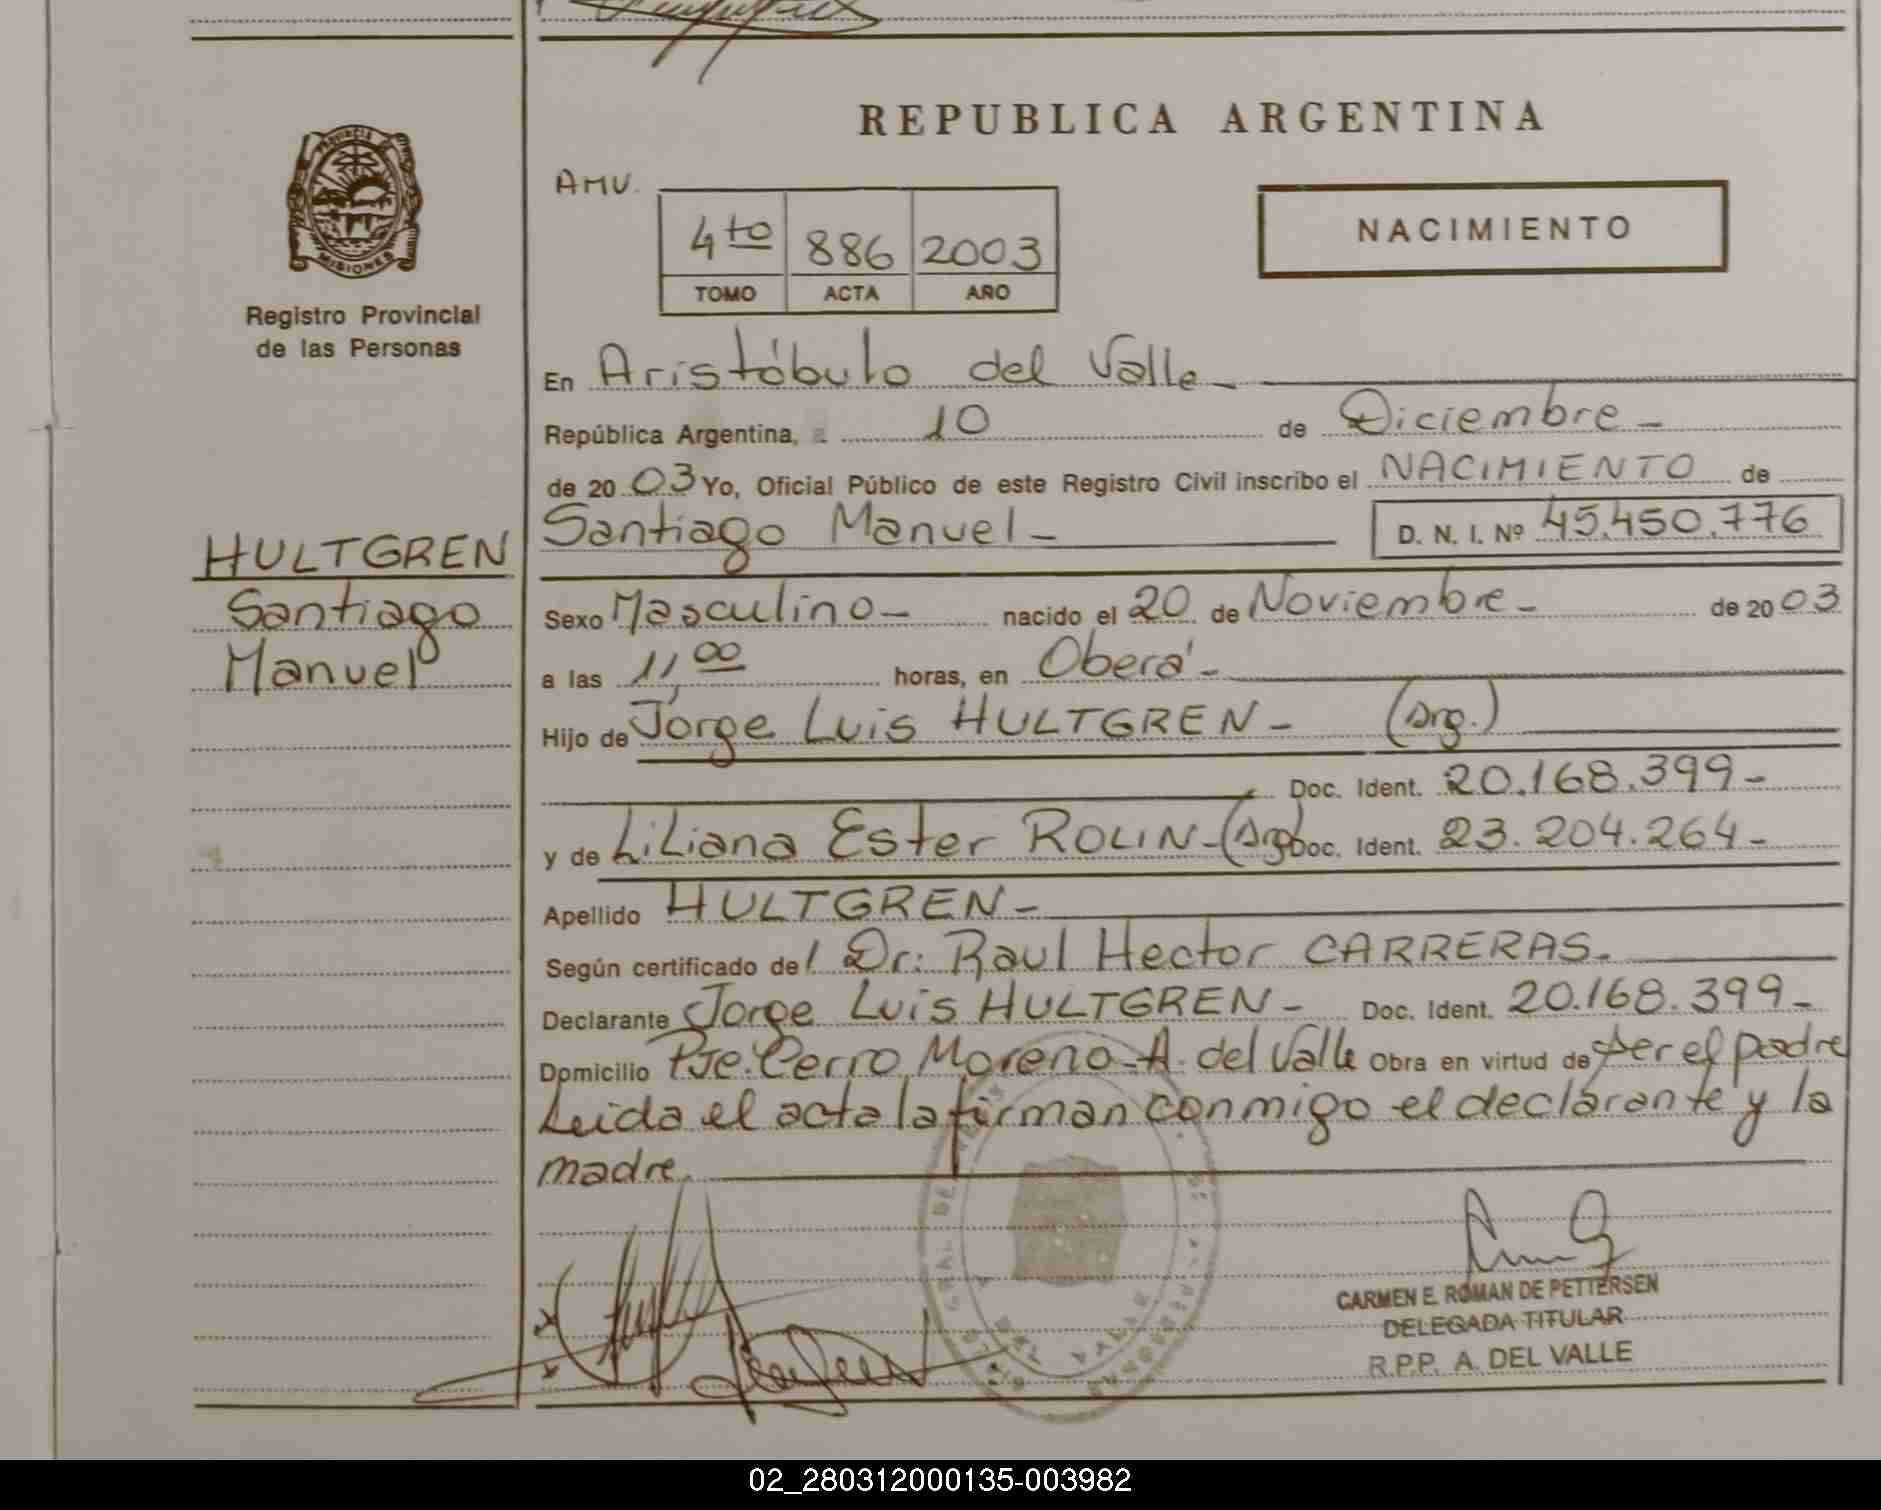 REPUBLICA ARGENTINA
PROVINCIA DE
MISIONES
Registro Provincial
de las Personas
AMV.
4to 886 2003
TOMO ACTA AÑO
NACIMIENTO
En Aristóbulo del Valle-
República Argentina, a 10 de Diciembre-
de 2003 Yo, Oficial Público de este Registro Civil inscribo el NACIMIENTO de
HULTGREN
Santiago
Manuel
Santiago Manuel- D. N. I. Nº 45.450.776
Sexo Masculino- nacido el 20 de Noviembre- de 2003
a las 11,00 horas, en Oberá-
Hijo de Jorge Luis HULTGREN- (Arg.)
Doc. Ident. 20.168.399-
y de Liliana Ester ROLIN-(Arg) Doc. Ident. 23.204.264-
Apellido HULTGREN-
Según certificado del Dr: Raul Hector CARRERAS.
Declarante Jorge Luis HULTGREN- Doc. Ident. 20.168.399-
Domicilio Pje. Cerro Moreno-A. del Valle Obra en virtud de ser el padre
Leida el acta la firman conmigo el declarante y la
madre.
CARMEN E. ROMAN DE PETTERSEN
DELEGADA TITULAR
R.P.P. A. DEL VALLE
02_280312000135-003982